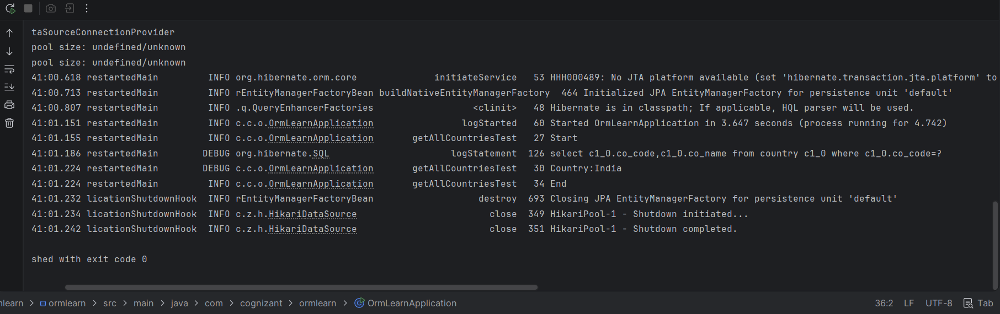 taSourceConnectionProvider
pool size: undefined/unknown
pool size: undefined/unknown
41:00.618 restartedMain INFO org.hibernate.orm.core initiateService 53 HHH000489: No JTA platform available (set 'hibernate.transaction.jta.platform' to
41:00.713 restartedMain INFO rEntityManagerFactoryBean buildNativeEntityManagerFactory 464 Initialized JPA EntityManagerFactory for persistence unit 'default'
41:00.807 restartedMain INFO .q.QueryEnhancerFactories <clinit> 48 Hibernate is in classpath; If applicable, HQL parser will be used.
41:01.151 restartedMain INFO c.c.o.OrmLearnApplication logStarted 60 Started OrmLearnApplication in 3.647 seconds (process running for 4.742)
41:01.155 restartedMain INFO c.c.o.OrmLearnApplication getAllCountriesTest 27 Start
41:01.186 restartedMain DEBUG org.hibernate.SQL logStatement 126 select c1_0.co_code,c1_0.co_name from country c1_0 where c1_0.co_code=?
41:01.224 restartedMain DEBUG c.c.o.OrmLearnApplication getAllCountriesTest 30 Country:India
41:01.224 restartedMain INFO c.c.o.OrmLearnApplication getAllCountriesTest 34 End
41:01.232 licationShutdownHook INFO rEntityManagerFactoryBean destroy 693 Closing JPA EntityManagerFactory for persistence unit 'default'
41:01.234 licationShutdownHook INFO c.z.h.HikariDataSource close 349 HikariPool-1 - Shutdown initiated...
41:01.242 licationShutdownHook INFO c.z.h.HikariDataSource close 351 HikariPool-1 - Shutdown completed.
shed with exit code 0
nlearn > ormlearn > src > main > java > com > cognizant > ormlearn > OrmLearnApplication 36:2 LF UTF-8 Tab